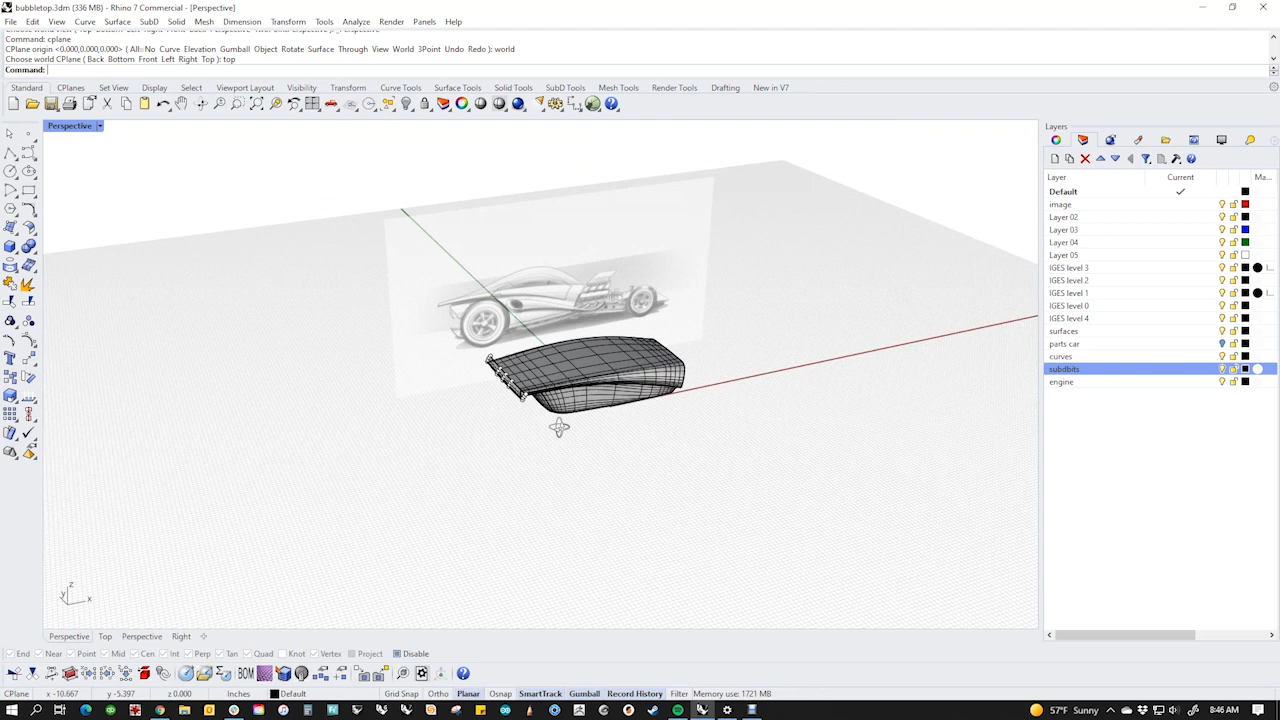 bubbletop.3dm (336 MB) - Rhino 7 Commercial - [Perspective]
File Edit View Curve Surface SubD Solid Mesh Dimension Transform Tools Analyze Render Panels Help
Command: cplane
CPlane origin <0.000,0.000,0.000> ( All=No Curve Elevation Gumball Object Rotate Surface Through View World 3Point Undo Redo ): world
Choose world CPlane ( Back Bottom Front Left Right Top ): top
Command:
Standard CPlanes Set View Display Select Viewport Layout Visibility Transform Curve Tools Surface Tools Solid Tools SubD Tools Mesh Tools Render Tools Drafting New in V7
Perspective
Layers
Layer Current Ma...
Default
image
Layer 02
Layer 03
Layer 04
Layer 05
IGES level 3
IGES level 2
IGES level 1
IGES level 0
IGES level 4
surfaces
parts car
curves
subdbits
engine
z
y
x
Perspective Top Perspective Right
End Near Point Mid Cen Int Perp Tan Quad Knot Vertex Project Disable
BOM
CPlane x -10.667 y -5.397 z 0.000 Inches Default Grid Snap Ortho Planar Osnap SmartTrack Gumball Record History Filter Memory use: 1721 MB
57°F Sunny 8:46 AM